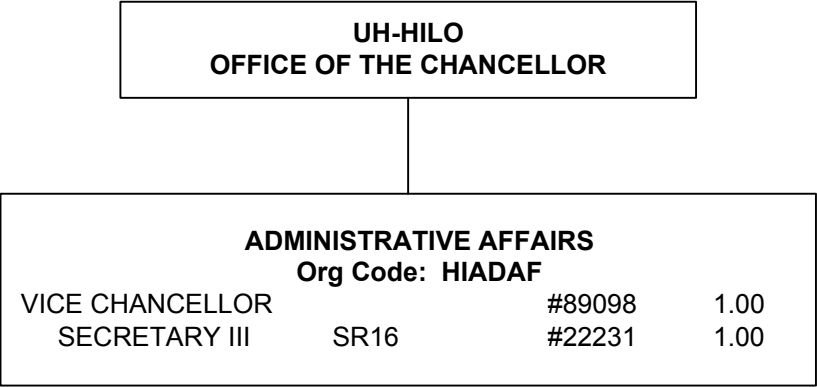 UH-HILO
OFFICE OF THE CHANCELLOR
ADMINISTRATIVE AFFAIRS
Org Code: HIADAF
VICE CHANCELLOR #89098 1.00
SECRETARY III SR16 #22231 1.00